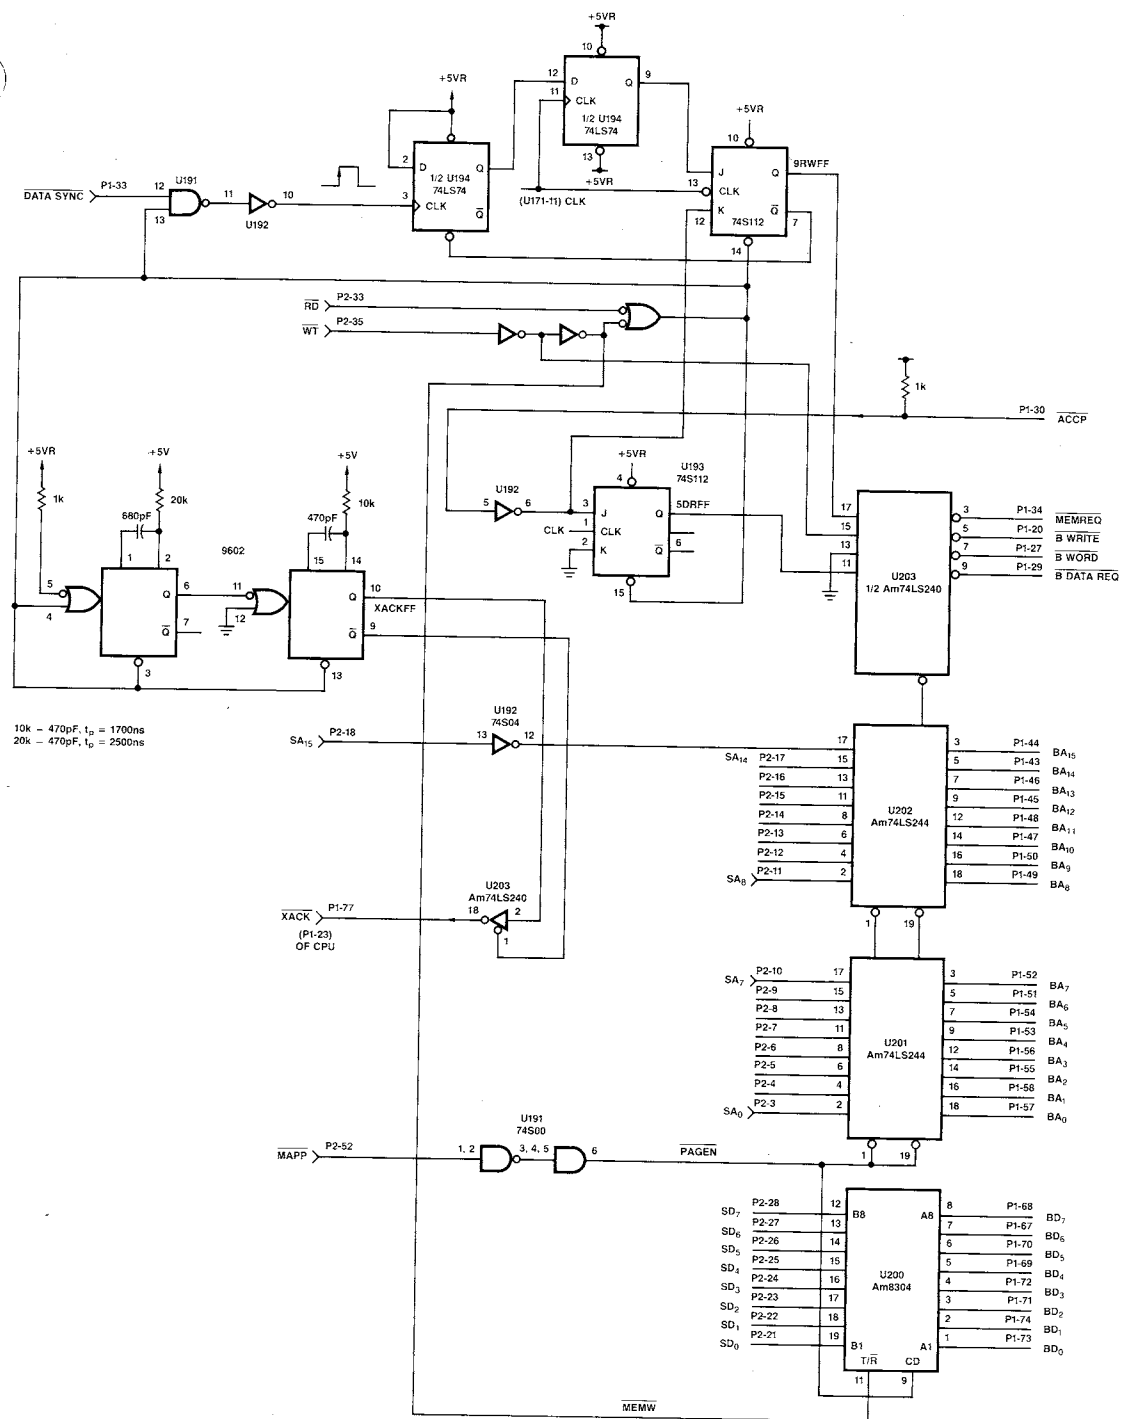 +5VR
10
12
D
Q
9
11
CLK
1/2 U194
74LS74
13
+5VR
+5VR
2
D
Q
1/2 U194
74LS74
3
CLK
Q
+5VR
10
J
Q
9RWFF
13
CLK
K
12
74S112
Q
7
14
(U171-11) CLK
DATA SYNC
P1-33
12
U191
13
11
10
U192
RD
P2-33
WT
P2-35
1k
P1-30
ACCP
+5VR
1k
+5V
20k
680pF
1
2
9602
5
4
6
Q
7
3
+5V
10k
470pF
15
14
11
12
Q
10
XACKFF
Q
9
13
U192
5
6
+5VR
4
U193
74S112
3
J
Q
5DRFF
CLK
1
CLK
2
K
Q
6
15
17
15
13
11
U203
1/2 Am74LS240
3
P1-34
MEMREQ
5
P1-20
B WRITE
7
P1-27
B WORD
9
P1-29
B DATA REQ
10k – 470pF, tp = 1700ns
20k – 470pF, tp = 2500ns
SA15
P2-18
U192
74S04
13
12
17
SA14
P2-17
15
P2-16
13
P2-15
11
P2-14
8
P2-13
6
P2-12
4
SA8
P2-11
2
U202
Am74LS244
3
P1-44
BA15
5
P1-43
BA14
7
P1-46
BA13
9
P1-45
BA12
12
P1-48
BA11
14
P1-47
BA10
16
P1-50
BA9
18
P1-49
BA8
1
19
XACK
P1-77
(P1-23)
OF CPU
U203
Am74LS240
18
2
1
SA7
P2-10
17
P2-9
15
P2-8
13
P2-7
11
P2-6
8
P2-5
6
P2-4
4
SA0
P2-3
2
U201
Am74LS244
3
P1-52
BA7
5
P1-51
BA6
7
P1-54
BA5
9
P1-53
BA4
12
P1-56
BA3
14
P1-55
BA2
16
P1-58
BA1
18
P1-57
BA0
1
19
MAPP
P2-52
U191
74S00
1, 2
3, 4, 5
6
PAGEN
SD7
P2-28
12
B8
SD6
P2-27
13
SD5
P2-26
14
SD4
P2-25
15
SD3
P2-24
16
SD2
P2-23
17
SD1
P2-22
18
SD0
P2-21
19
B1
U200
Am8304
A8
8
P1-68
BD7
7
P1-67
BD6
6
P1-70
BD5
5
P1-69
BD4
4
P1-72
BD3
3
P1-71
BD2
2
P1-74
BD1
A1
1
P1-73
BD0
T/R
CD
11
9
MEMW